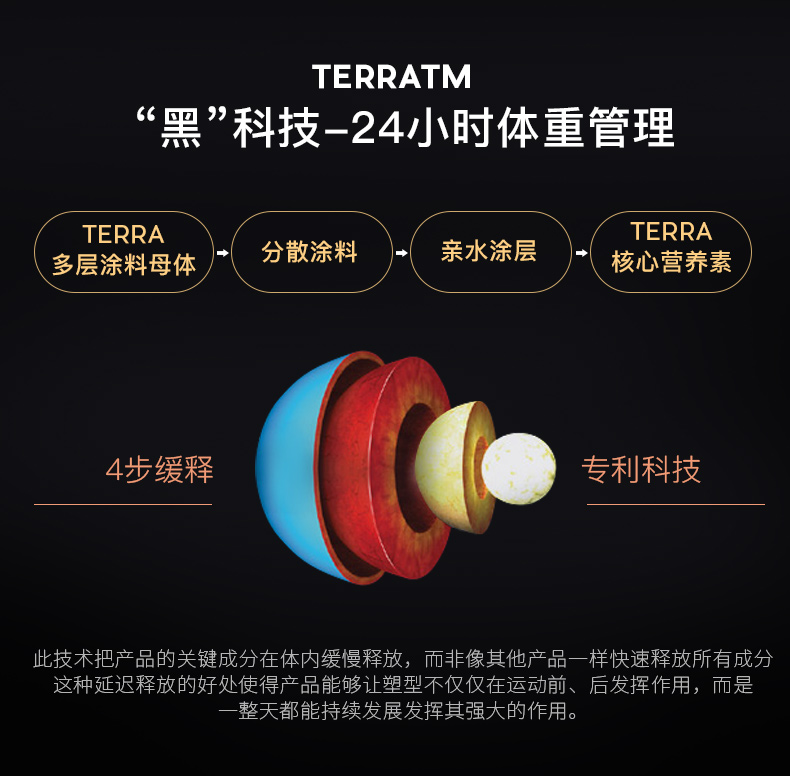 TERRATM
“黑”科技–24小时体重管理
TERRA
多层涂料母体
分散涂料
亲水涂层
TERRA
核心营养素
4步缓释
专利科技
此技术把产品的关键成分在体内缓慢释放，而非像其他产品一样快速释放所有成分
这种延迟释放的好处使得产品能够让塑型不仅仅在运动前、后发挥作用，而是
一整天都能持续发展发挥其强大的作用。